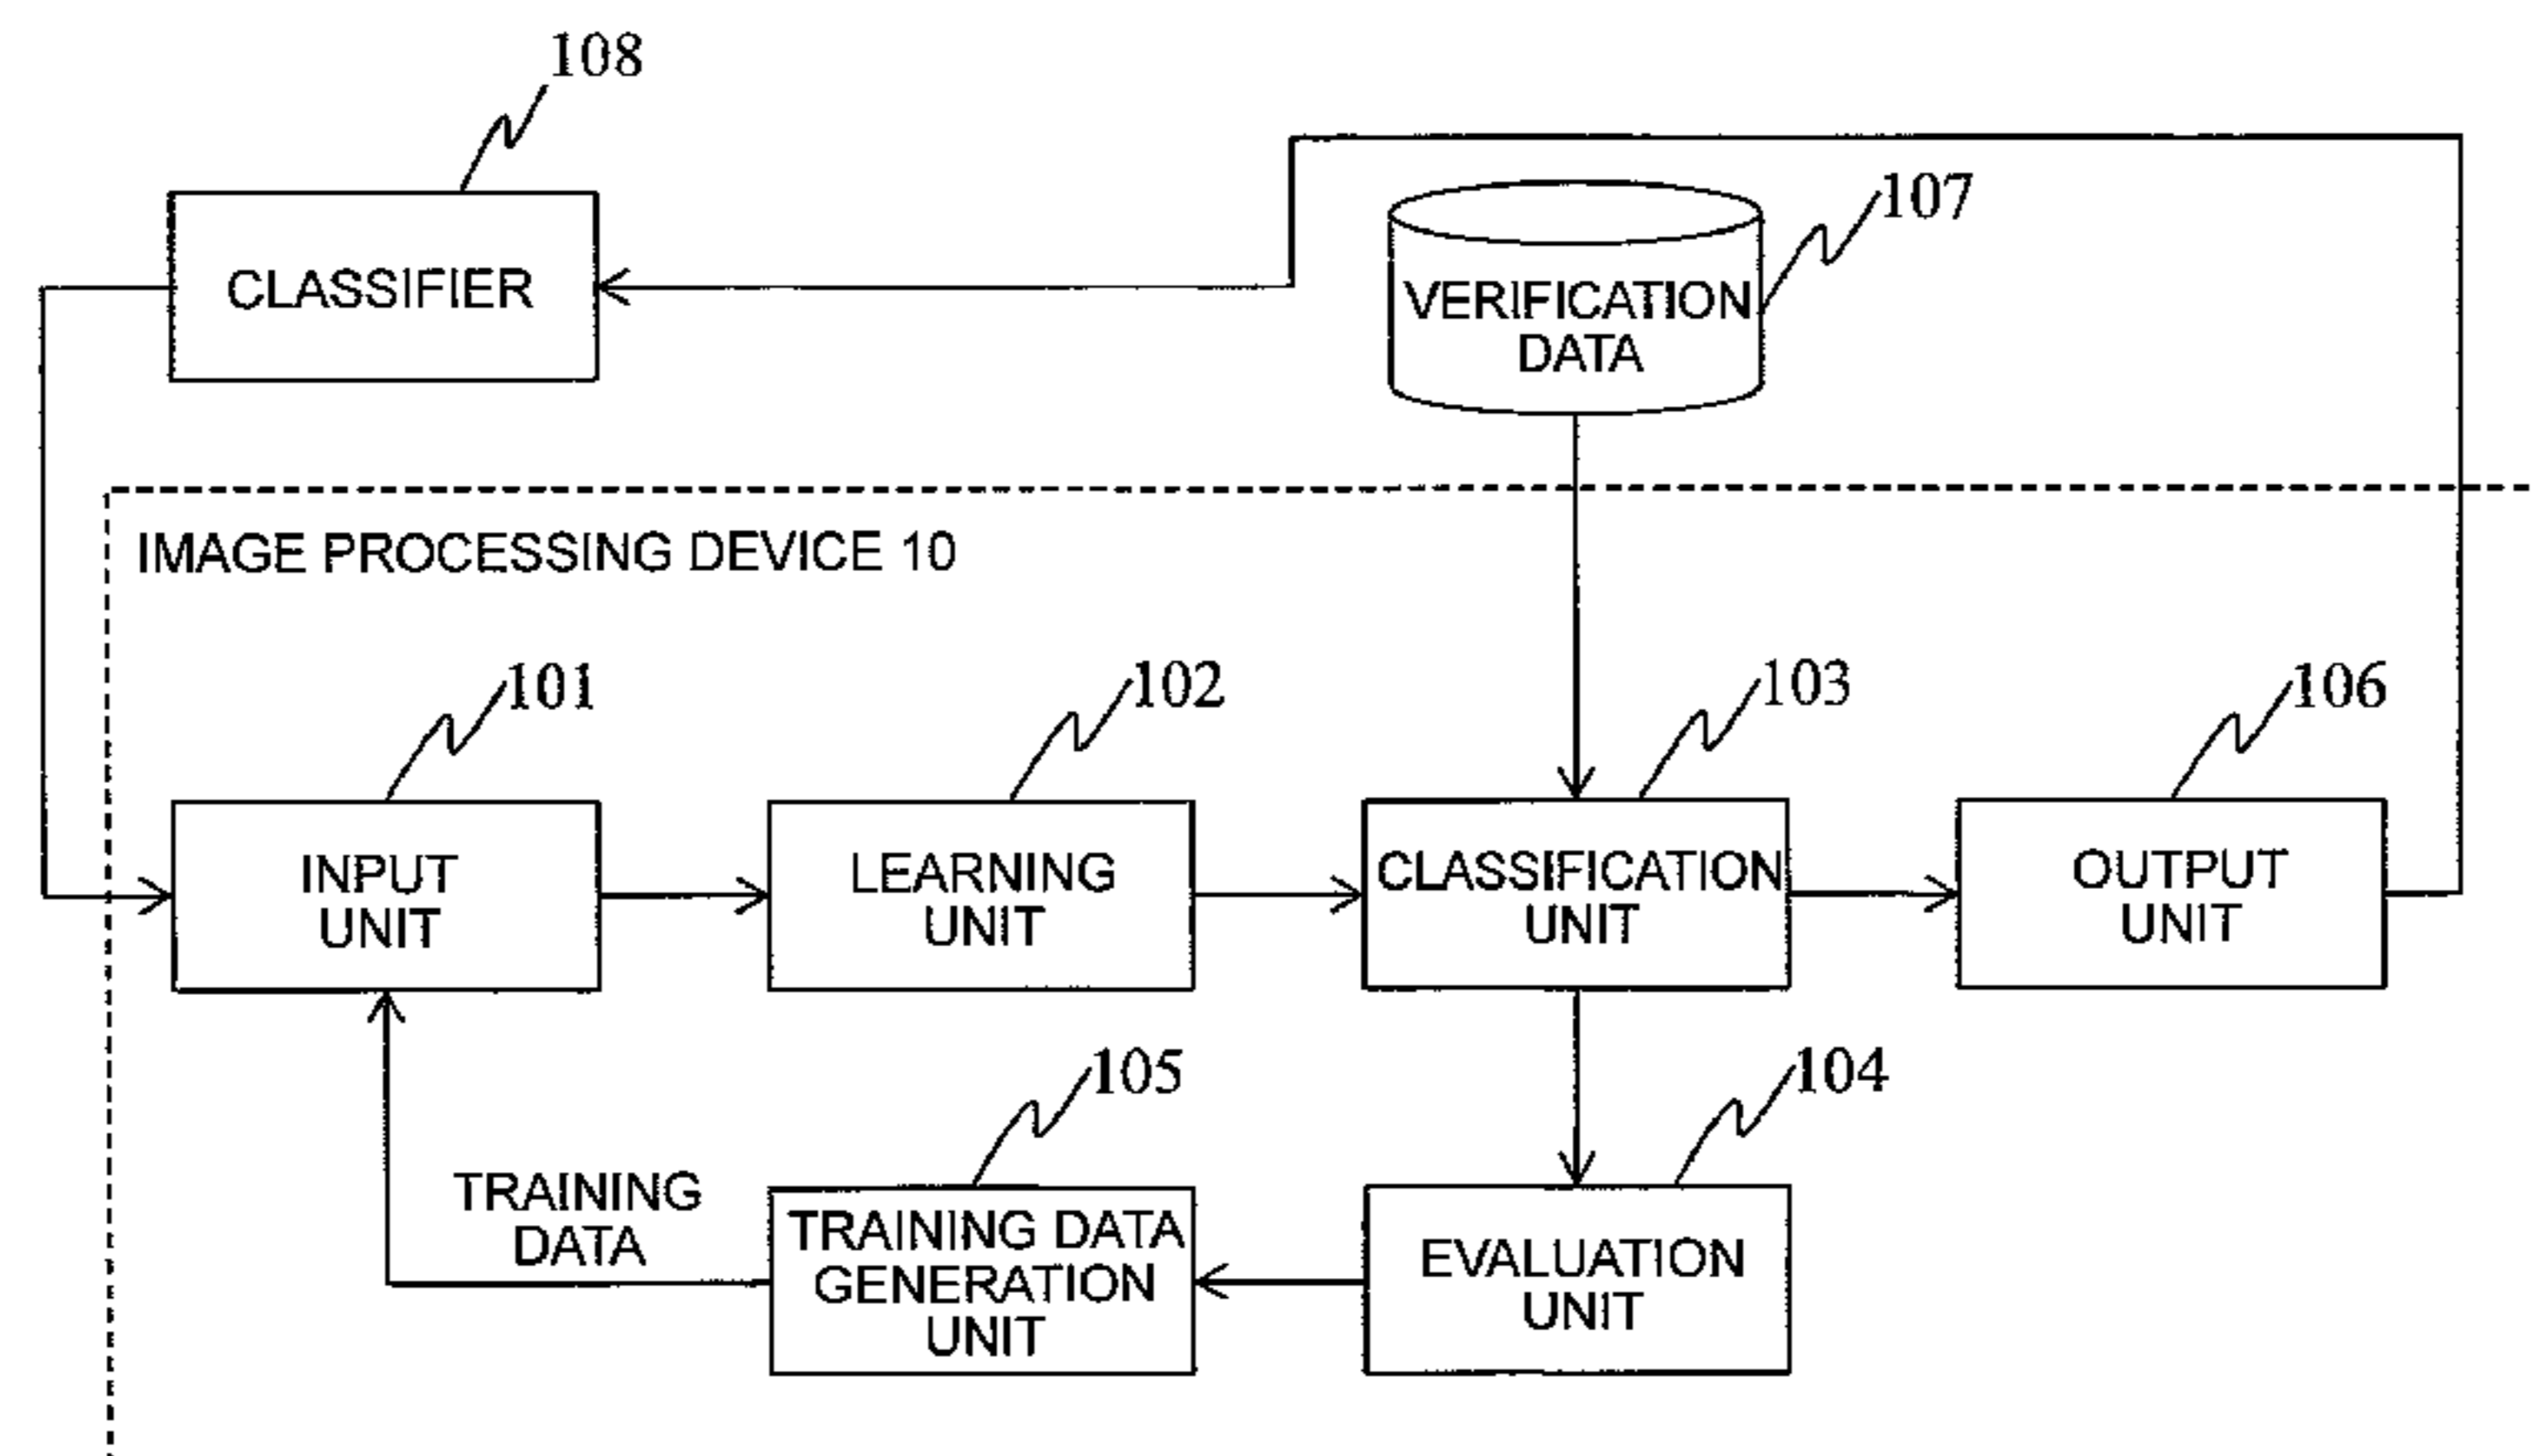 108
CLASSIFIER
107
VERIFICATION
DATA
IMAGE PROCESSING DEVICE 10
101
INPUT
UNIT
102
LEARNING
UNIT
103
CLASSIFICATION
UNIT
106
OUTPUT
UNIT
TRAINING
DATA
105
TRAINING DATA
GENERATION
UNIT
104
EVALUATION
UNIT